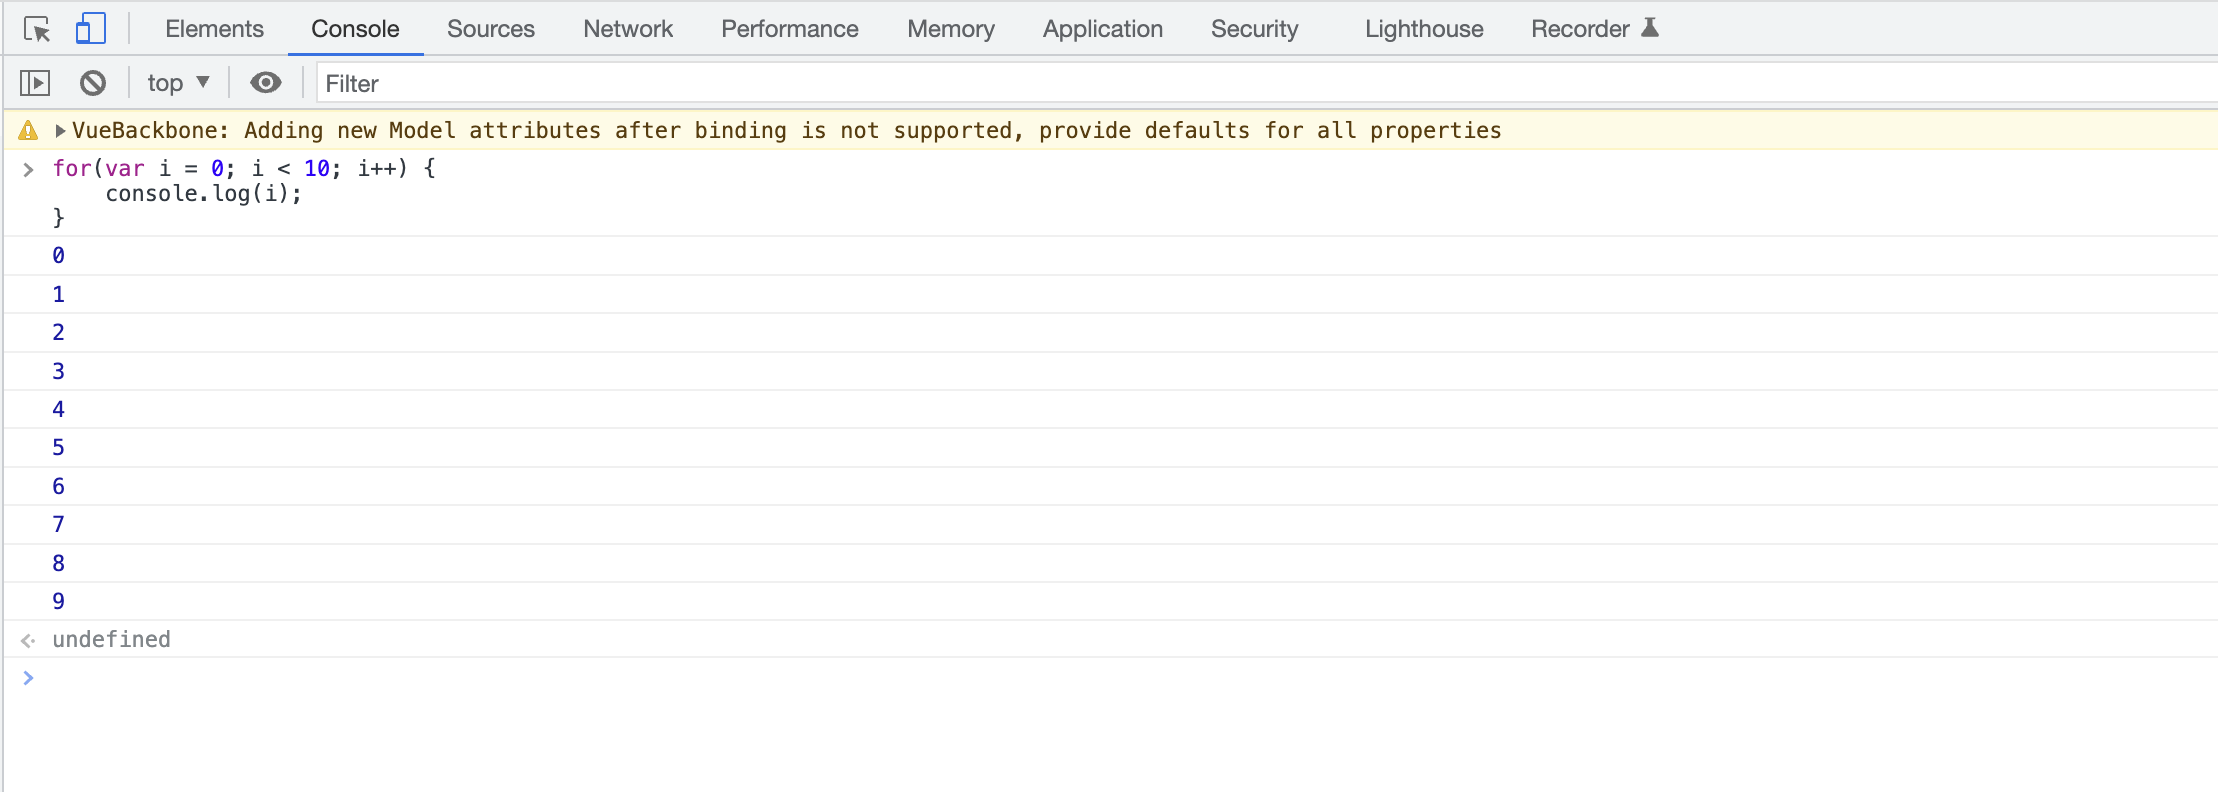 Elements Console Sources Network Performance Memory Application Security Lighthouse Recorder
top Filter
VueBackbone: Adding new Model attributes after binding is not supported, provide defaults for all properties
for(var i = 0; i < 10; i++) {
    console.log(i);
}
0
1
2
3
4
5
6
7
8
9
undefined